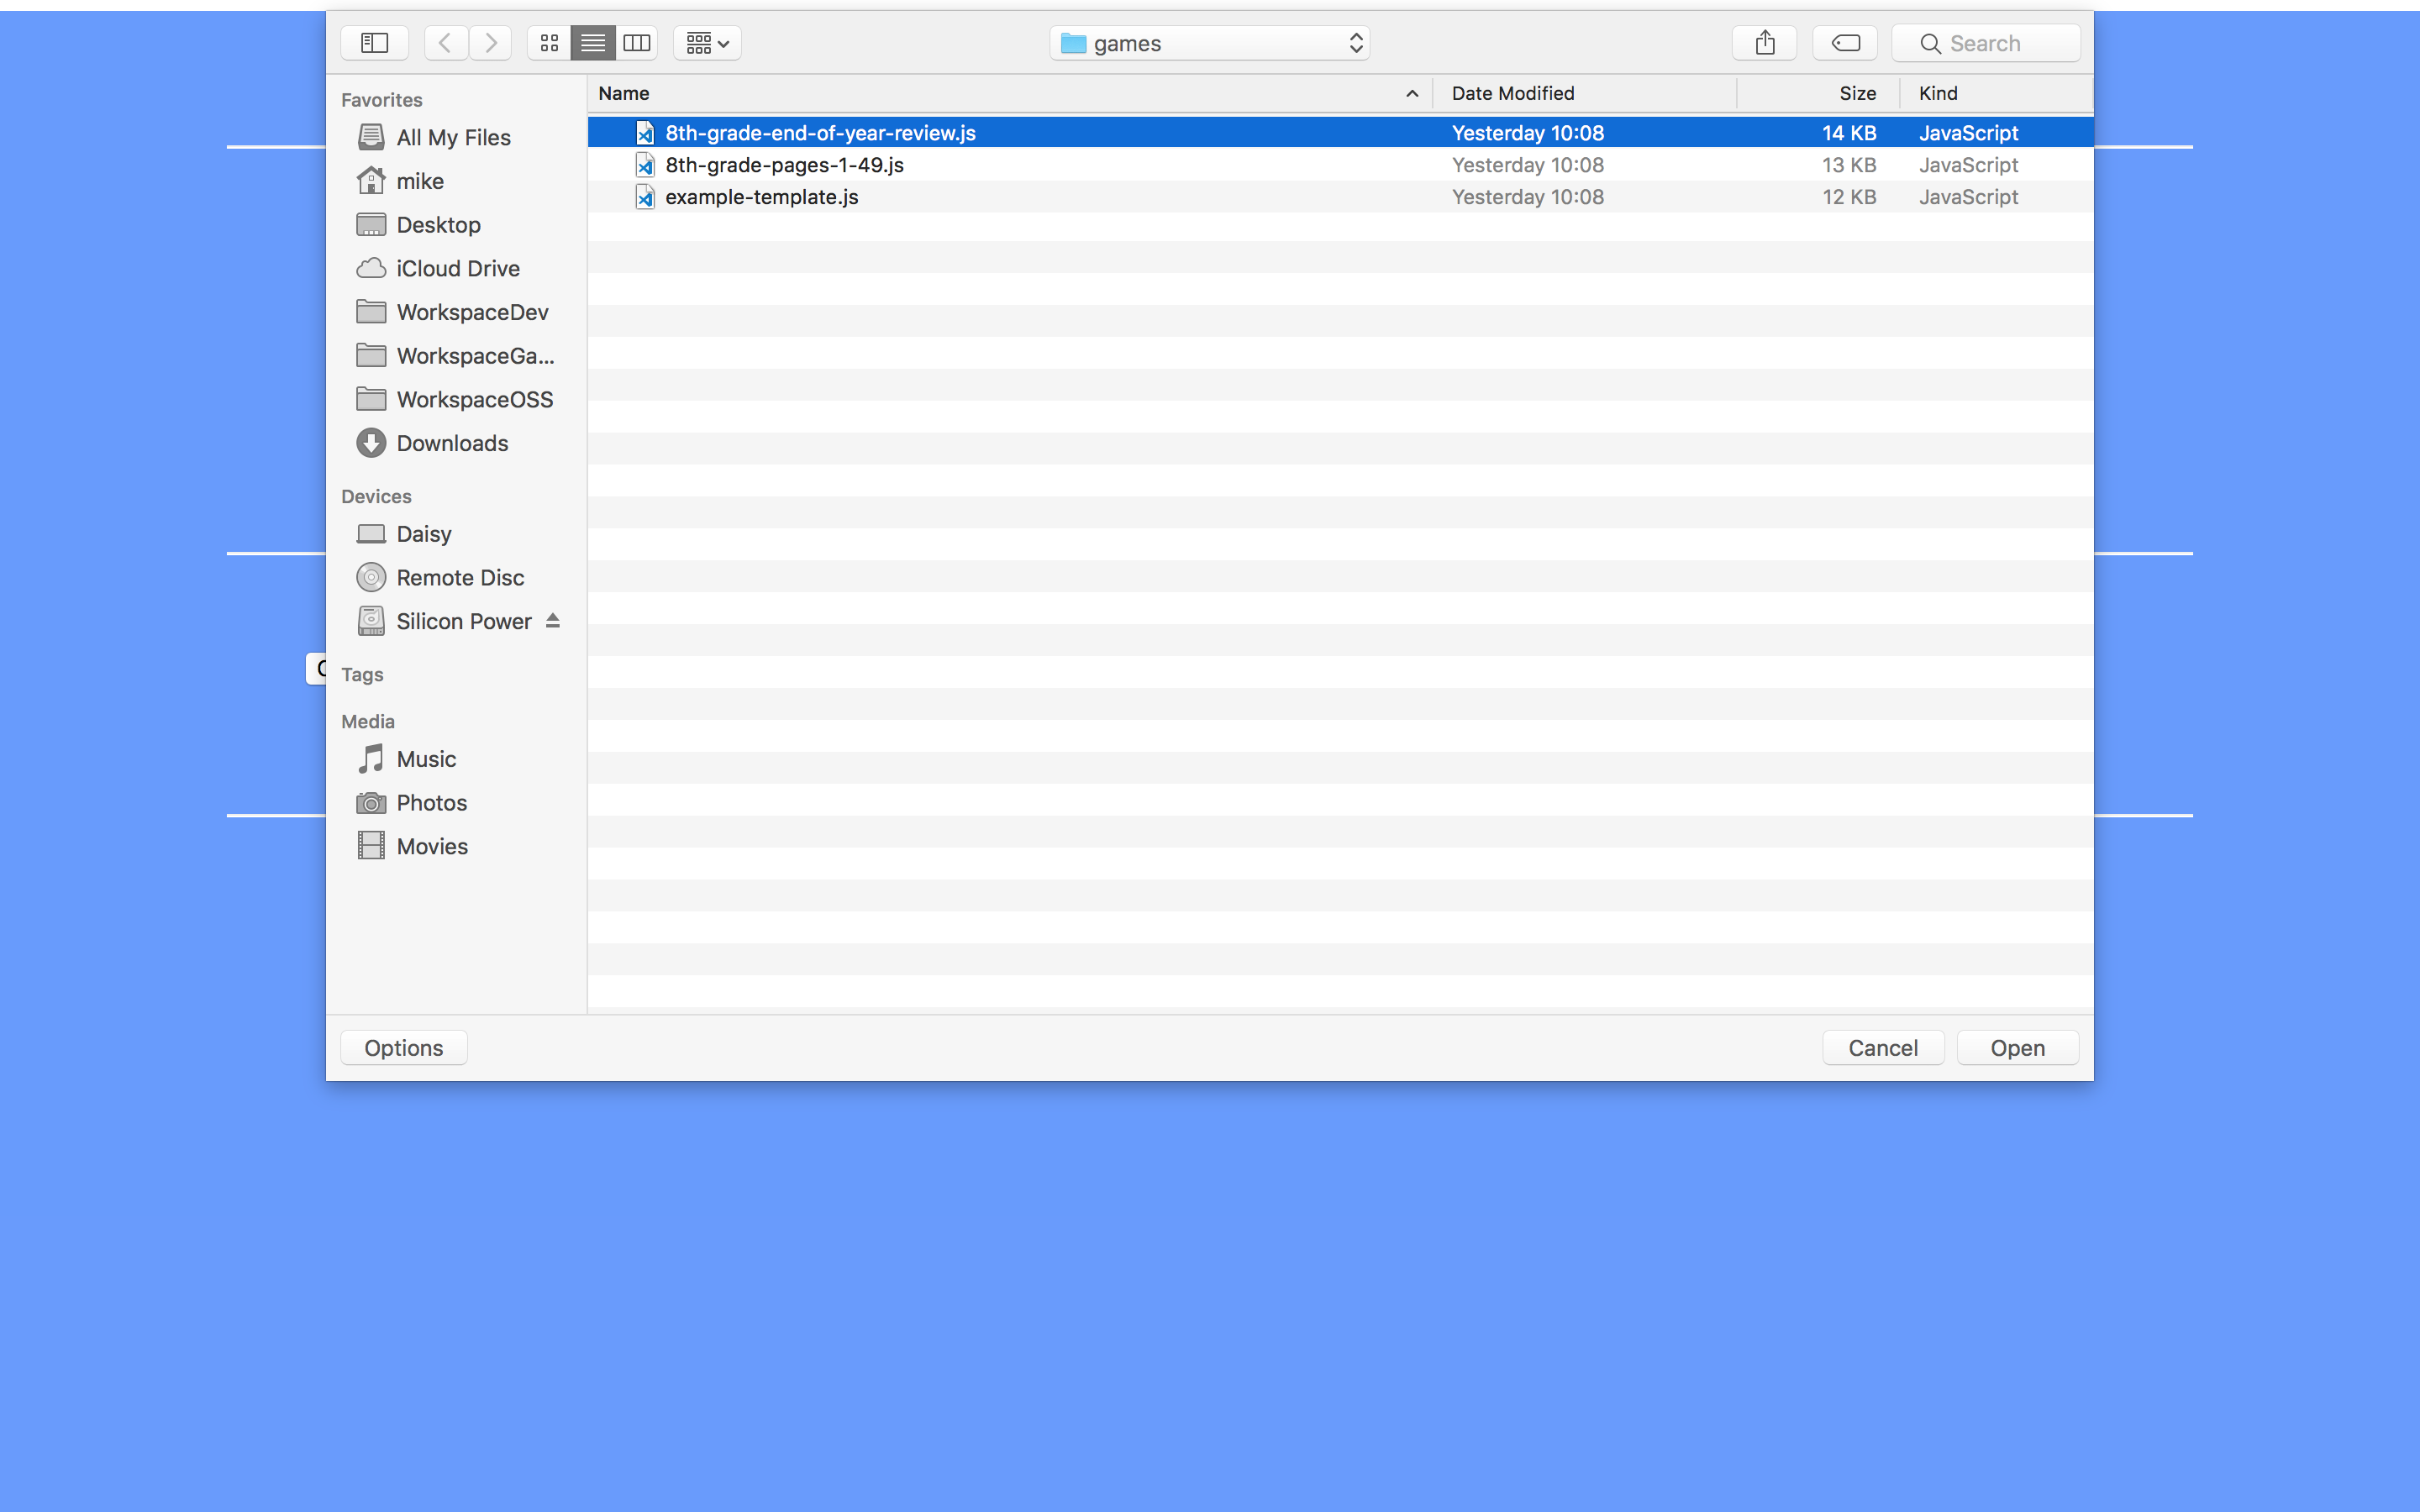 games
Search
Favorites
All My Files
mike
Desktop
iCloud Drive
WorkspaceDev
WorkspaceGa...
WorkspaceOSS
Downloads
Devices
Daisy
Remote Disc
Silicon Power
Tags
Media
Music
Photos
Movies
Name Date Modified Size Kind
8th-grade-end-of-year-review.js Yesterday 10:08 14 KB JavaScript
8th-grade-pages-1-49.js Yesterday 10:08 13 KB JavaScript
example-template.js Yesterday 10:08 12 KB JavaScript
Options Cancel Open